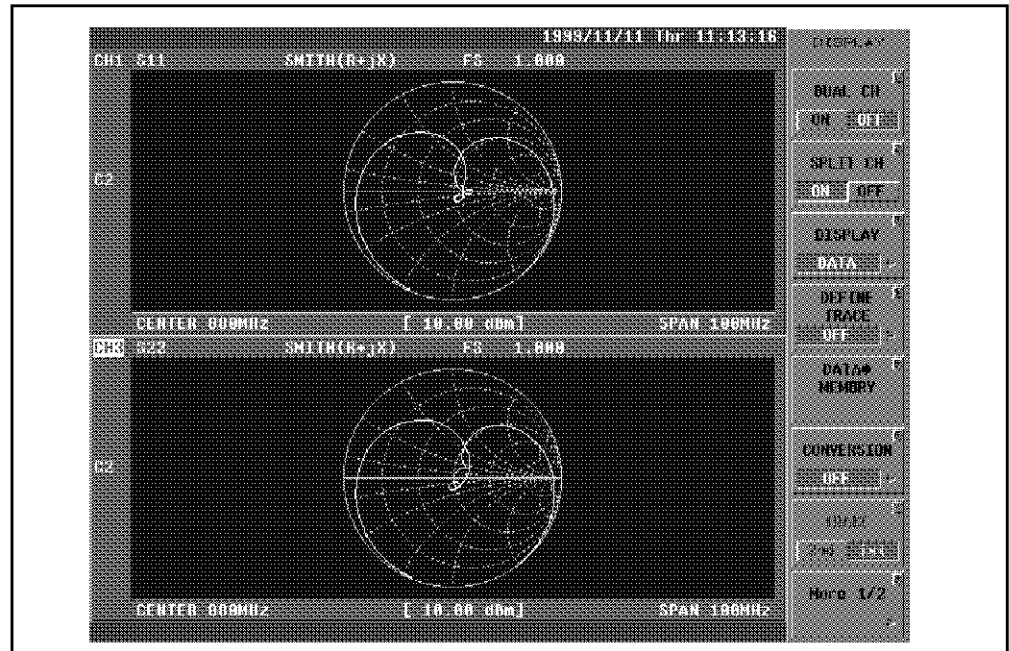 1999/11/11 Thr 11:13:16
CH1 S11 SMITH(R+jX) FS 1.000
C2
CENTER 800MHz [ 10.00 dBm] SPAN 100MHz
CH3 S22 SMITH(R+jX) FS 1.000
C2
CENTER 800MHz [ 10.00 dBm] SPAN 100MHz
DISPLAY
DUAL CH
ON OFF
SPLIT CH
ON OFF
DISPLAY
DATA
DEFINE
TRACE
OFF
DATA→
MEMORY
CONVERSION
OFF
More 1/2